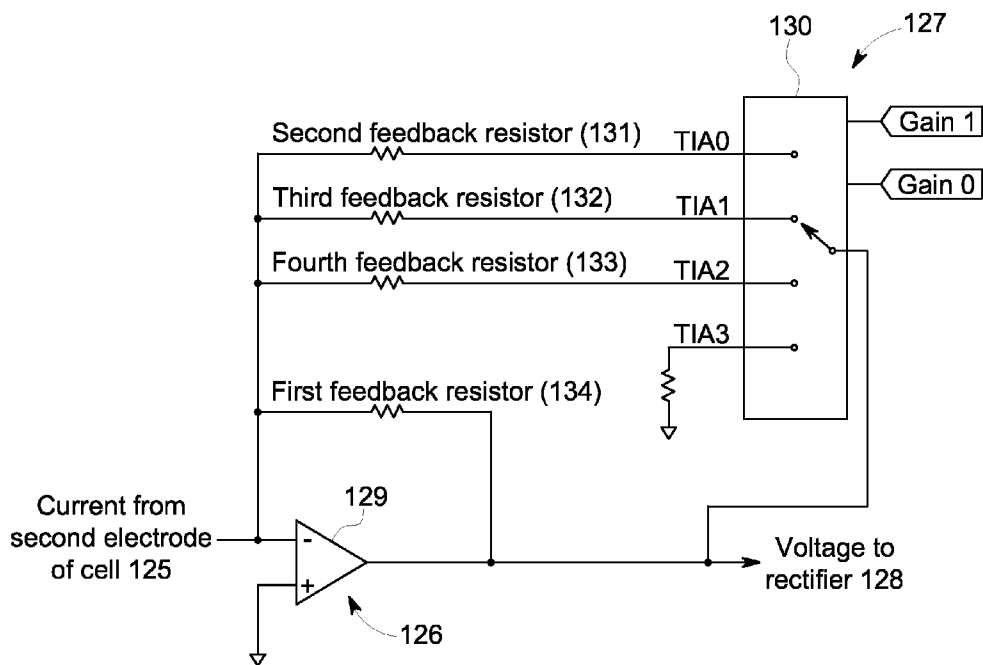 130
127
Gain 1
Second feedback resistor (131)
TIA0
Gain 0
Third feedback resistor (132)
TIA1
Fourth feedback resistor (133)
TIA2
TIA3
First feedback resistor (134)
Current from
second electrode
of cell 125
129
-
+
126
Voltage to
rectifier 128